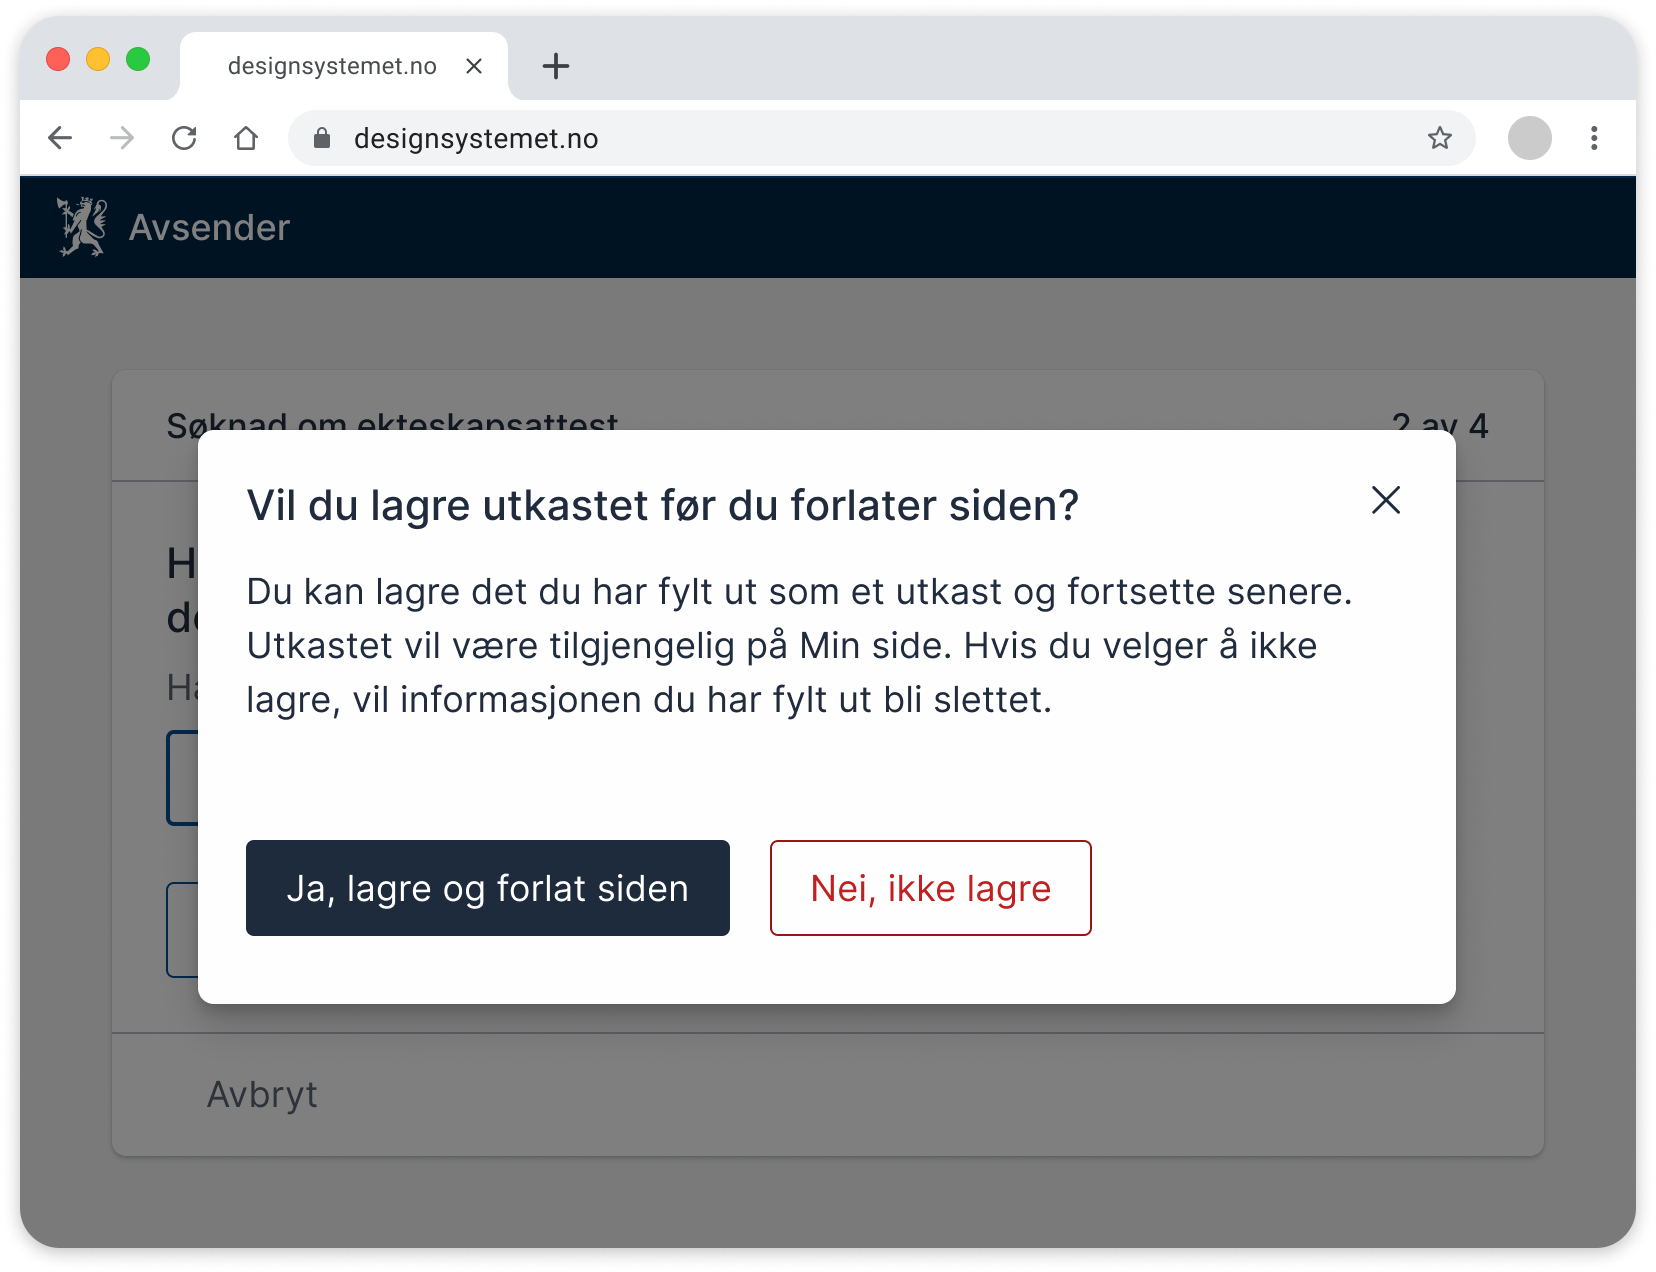 designsystemet.no
designsystemet.no
Avsender
Søknad om ekteskapsattest
2 av 4
Vil du lagre utkastet før du forlater siden?
Du kan lagre det du har fylt ut som et utkast og fortsette senere.
Utkastet vil være tilgjengelig på Min side. Hvis du velger å ikke
lagre, vil informasjonen du har fylt ut bli slettet.
Ja, lagre og forlat siden
Nei, ikke lagre
Avbryt